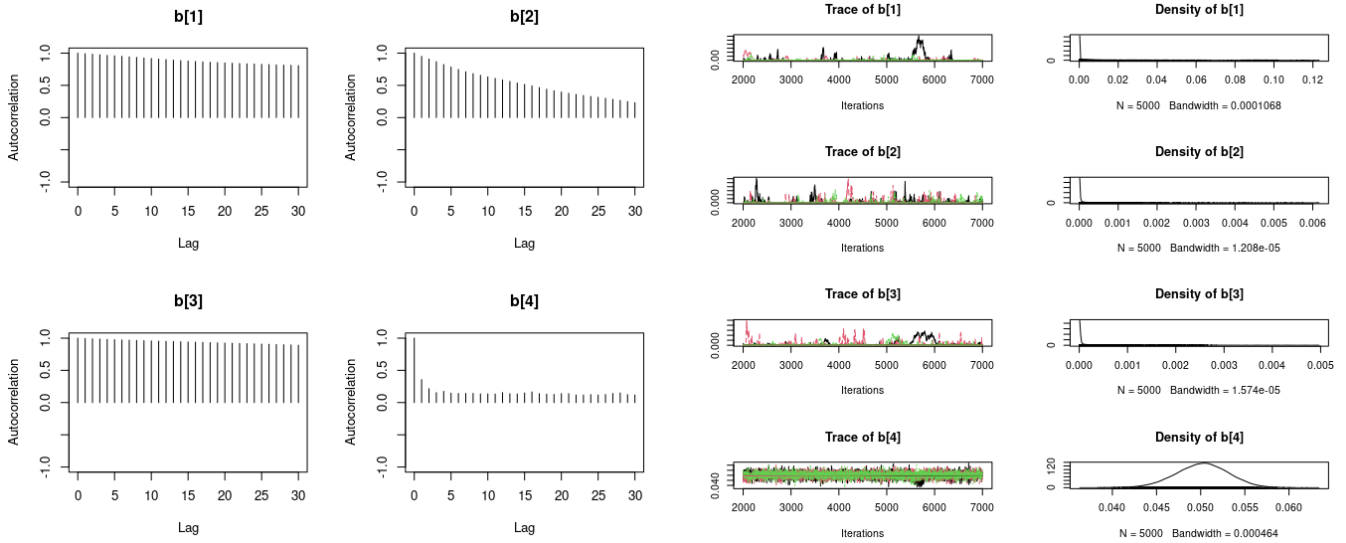 b[1]
1.0
0.5
0.0
-1.0
Autocorrelation
0 5 10 15 20 25 30
Lag
b[2]
1.0
0.5
0.0
-1.0
Autocorrelation
0 5 10 15 20 25 30
Lag
b[3]
1.0
0.5
0.0
-1.0
Autocorrelation
0 5 10 15 20 25 30
Lag
b[4]
1.0
0.5
0.0
-1.0
Autocorrelation
0 5 10 15 20 25 30
Lag
Trace of b[1]
0.00
2000 3000 4000 5000 6000 7000
Iterations
Density of b[1]
0
0.00 0.02 0.04 0.06 0.08 0.10 0.12
N = 5000 Bandwidth = 0.0001068
Trace of b[2]
0.000
2000 3000 4000 5000 6000 7000
Iterations
Density of b[2]
0
0.000 0.001 0.002 0.003 0.004 0.005 0.006
N = 5000 Bandwidth = 1.208e-05
Trace of b[3]
0.000
2000 3000 4000 5000 6000 7000
Iterations
Density of b[3]
0
0.000 0.001 0.002 0.003 0.004 0.005
N = 5000 Bandwidth = 1.574e-05
Trace of b[4]
0.040
2000 3000 4000 5000 6000 7000
Iterations
Density of b[4]
0 120
0.040 0.045 0.050 0.055 0.060
N = 5000 Bandwidth = 0.000464